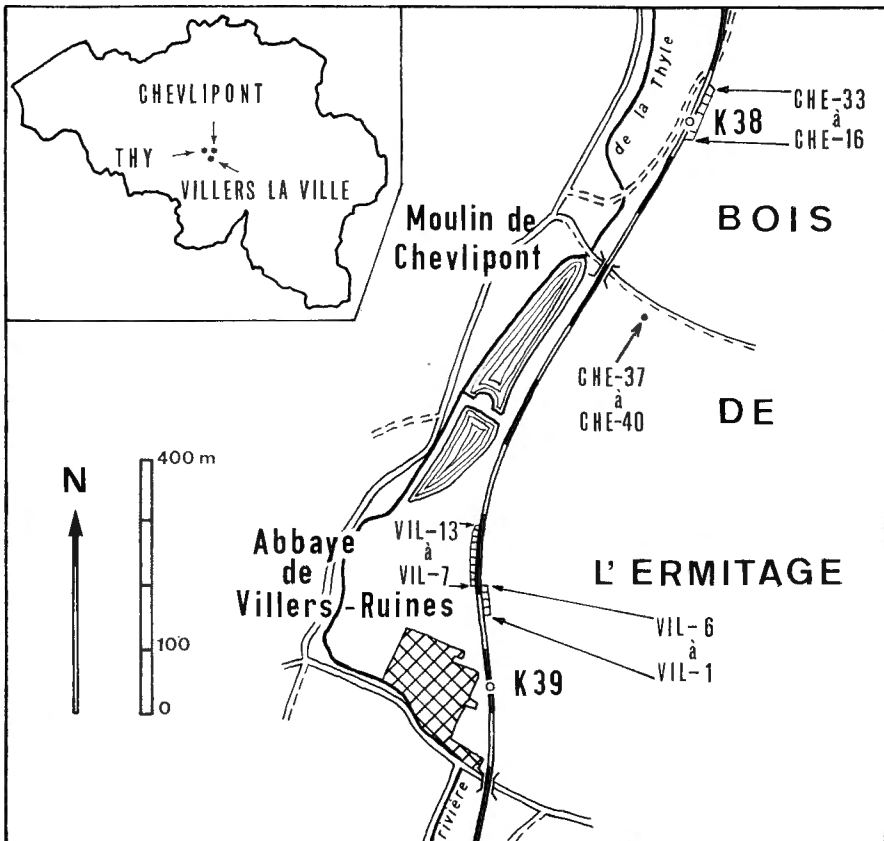 CHEVLIPONT
THY
VILLERS LA VILLE
de la Thyle
CHE-33
à
CHE-16
K38
BOIS
Moulin de
Chevlipont
CHE-37
à
CHE-40
DE
400 m
N
100
0
VIL-13
à
VIL-7
Abbaye
de
Villers-Ruines
L'ERMITAGE
VIL-6
à
VIL-1
K39
rivière